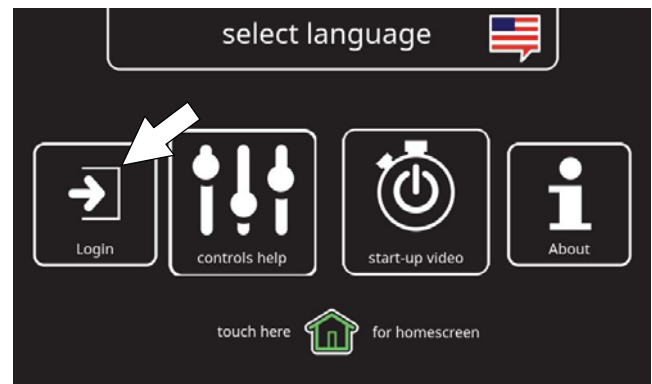 select language
Login
controls help
start-up video
About
touch here for homescreen